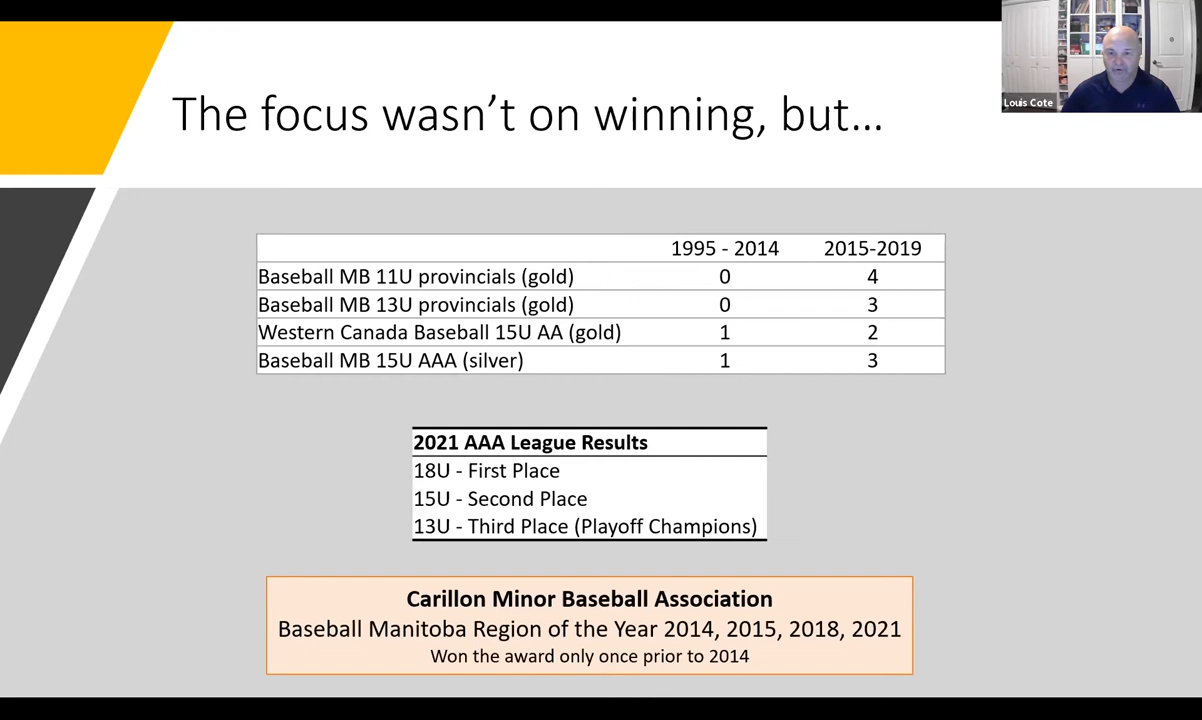 Louis Cote
The focus wasn't on winning, but...
1995 - 2014 2015-2019
Baseball MB 11U provincials (gold) 0 4
Baseball MB 13U provincials (gold) 0 3
Western Canada Baseball 15U AA (gold) 1 2
Baseball MB 15U AAA (silver) 1 3
2021 AAA League Results
18U - First Place
15U - Second Place
13U - Third Place (Playoff Champions)
Carillon Minor Baseball Association
Baseball Manitoba Region of the Year 2014, 2015, 2018, 2021
Won the award only once prior to 2014